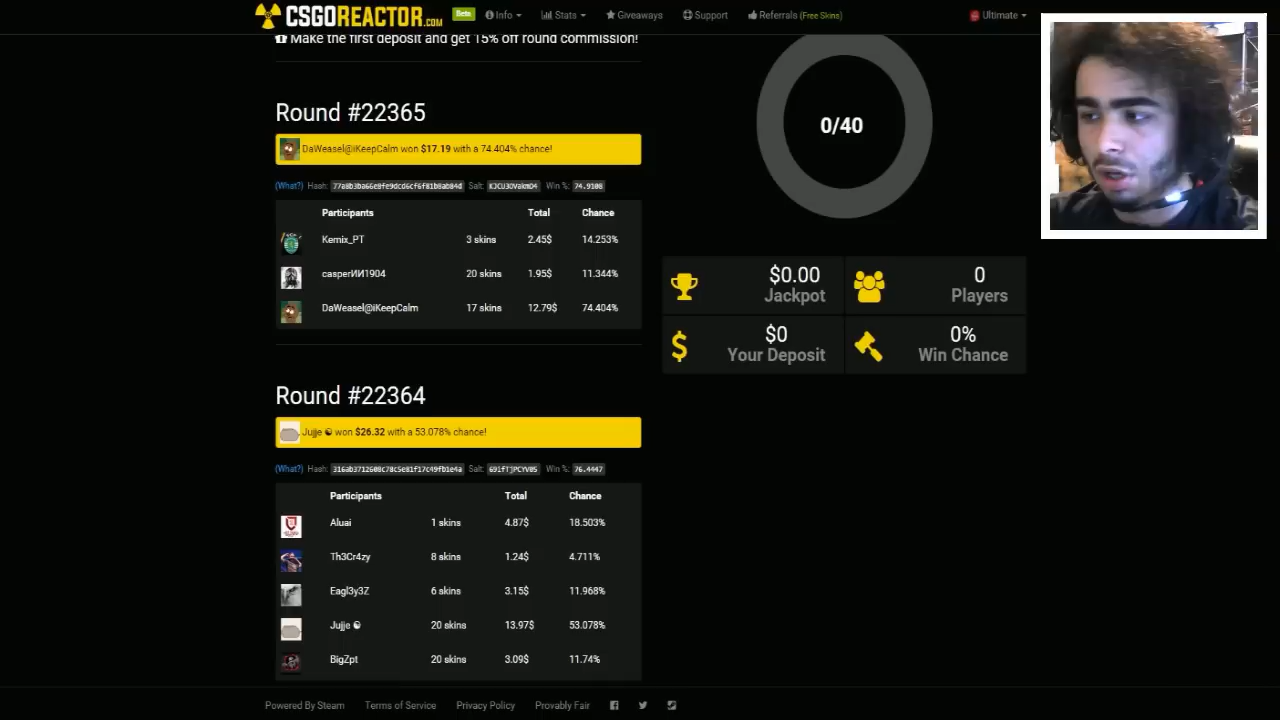 CSGOREACTOR.COM Beta Info Stats Giveaways Support Referrals (Free Skins) Ultimate
Make the first deposit and get 15% off round commission!
0/40
Round #22365
DaWeasel@iKeepCalm won $17.19 with a 74.404% chance!
(What?) Hash: 77a8b3ba66e8fe9dcd6cf6f81b8ab84d Salt: KJCU3OVakmO4 Win %: 74.9108
Participants Total Chance
Kemix_PT 3 skins 2.45$ 14.253%
casperИИ1904 20 skins 1.95$ 11.344%
DaWeasel@iKeepCalm 17 skins 12.79$ 74.404%
$0.00 Jackpot
0 Players
$0 Your Deposit
0% Win Chance
Round #22364
Jujje ☯ won $26.32 with a 53.078% chance!
(What?) Hash: 316ab3712608c78c5e81f17c49fb1e4a Salt: 69ifTjPCYV05 Win %: 76.4447
Participants Total Chance
Aluai 1 skins 4.87$ 18.503%
Th3Cr4zy 8 skins 1.24$ 4.711%
Eagl3y3Z 6 skins 3.15$ 11.968%
Jujje ☯ 20 skins 13.97$ 53.078%
BigZpt 20 skins 3.09$ 11.74%
Powered By Steam Terms of Service Privacy Policy Provably Fair